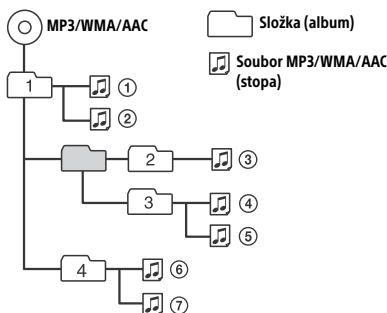 MP3/WMA/AAC
Složka (album)
Soubor MP3/WMA/AAC
(stopa)
1
①
②
2
③
3
④
⑤
4
⑥
⑦